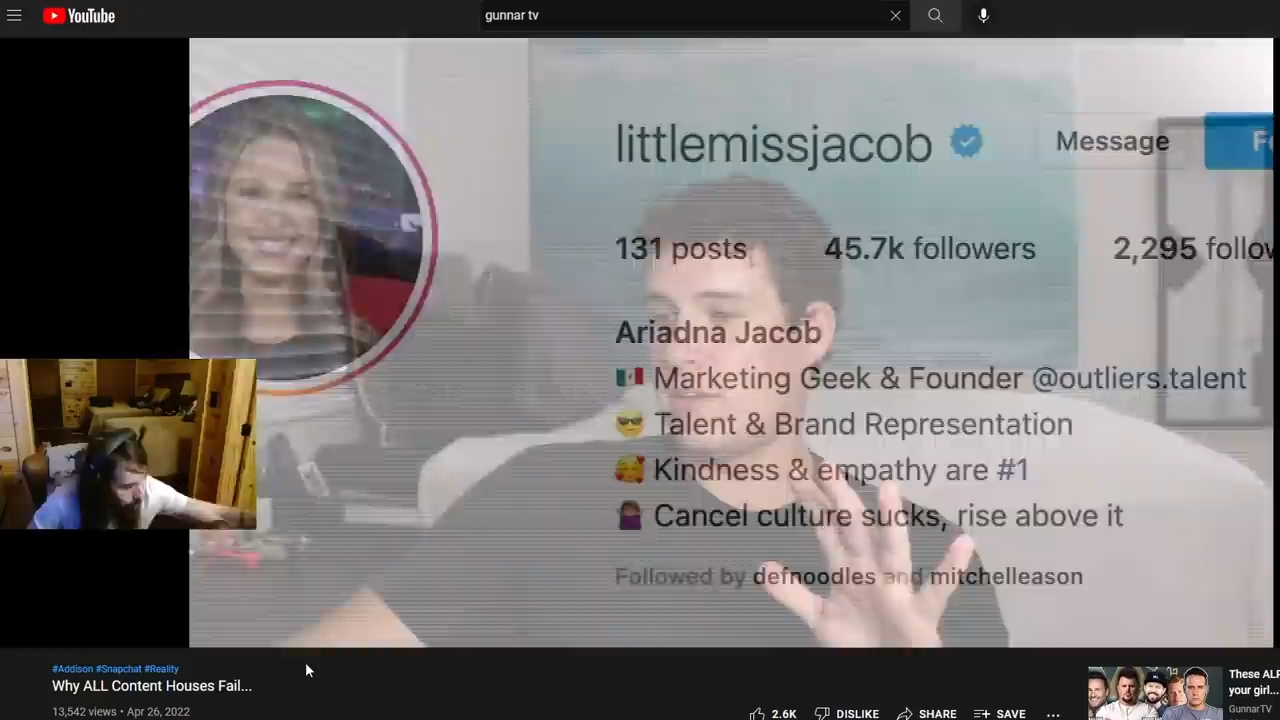 YouTube
gunnar tv
littlemissjacob
Message
131 posts 45.7k followers 2,295
Ariadna Jacob
Marketing Geek & Founder @outliers.talent
Talent & Brand Representation
Kindness & empathy are #1
Cancel culture sucks, rise above it
Followed by defnoodles and mitchelleason
#Addison #Snapchat #Reality
Why ALL Content Houses Fail...
13,542 views • Apr 26, 2022
2.6K DISLIKE SHARE SAVE ...
These
your girl...
GunnarTV